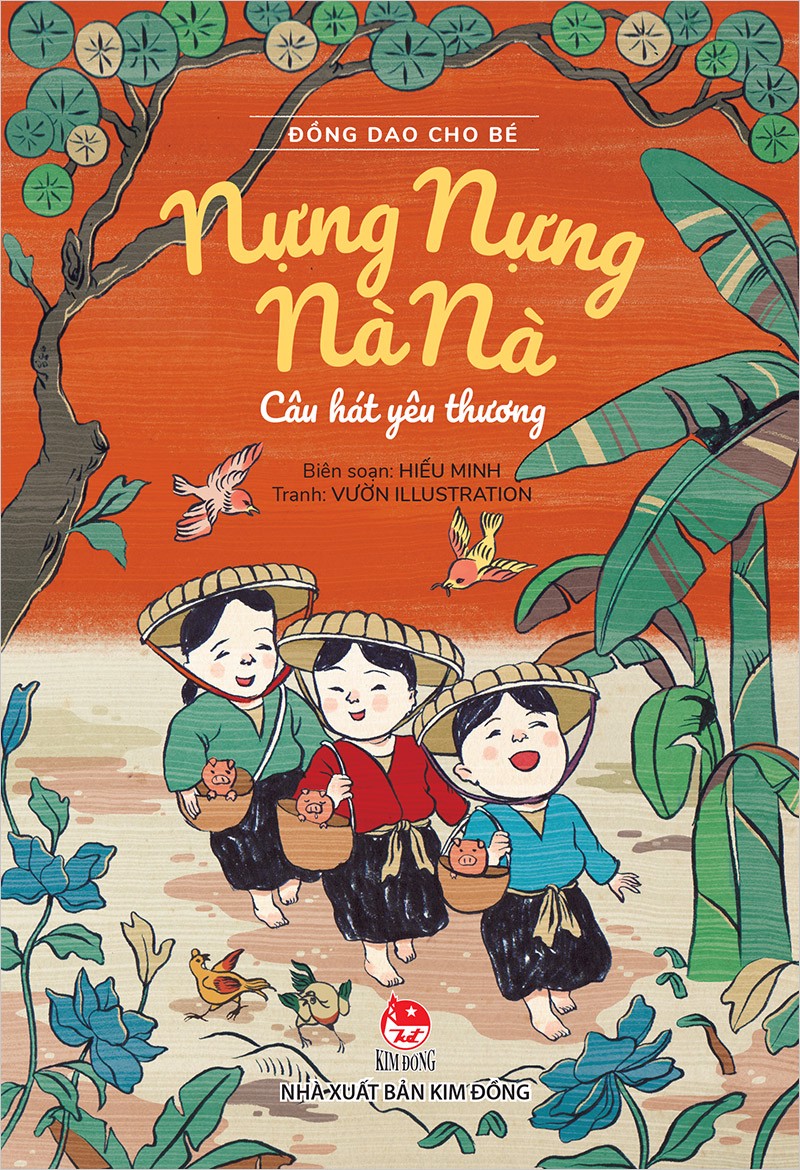 ĐỒNG DAO CHO BÉ
Nựng Nựng
Nà Nà
Câu hát yêu thương
Biên soạn: HIẾU MINH
Tranh: VƯỜN ILLUSTRATION
Kđ
KIM ĐỒNG
NHÀ XUẤT BẢN KIM ĐỒNG